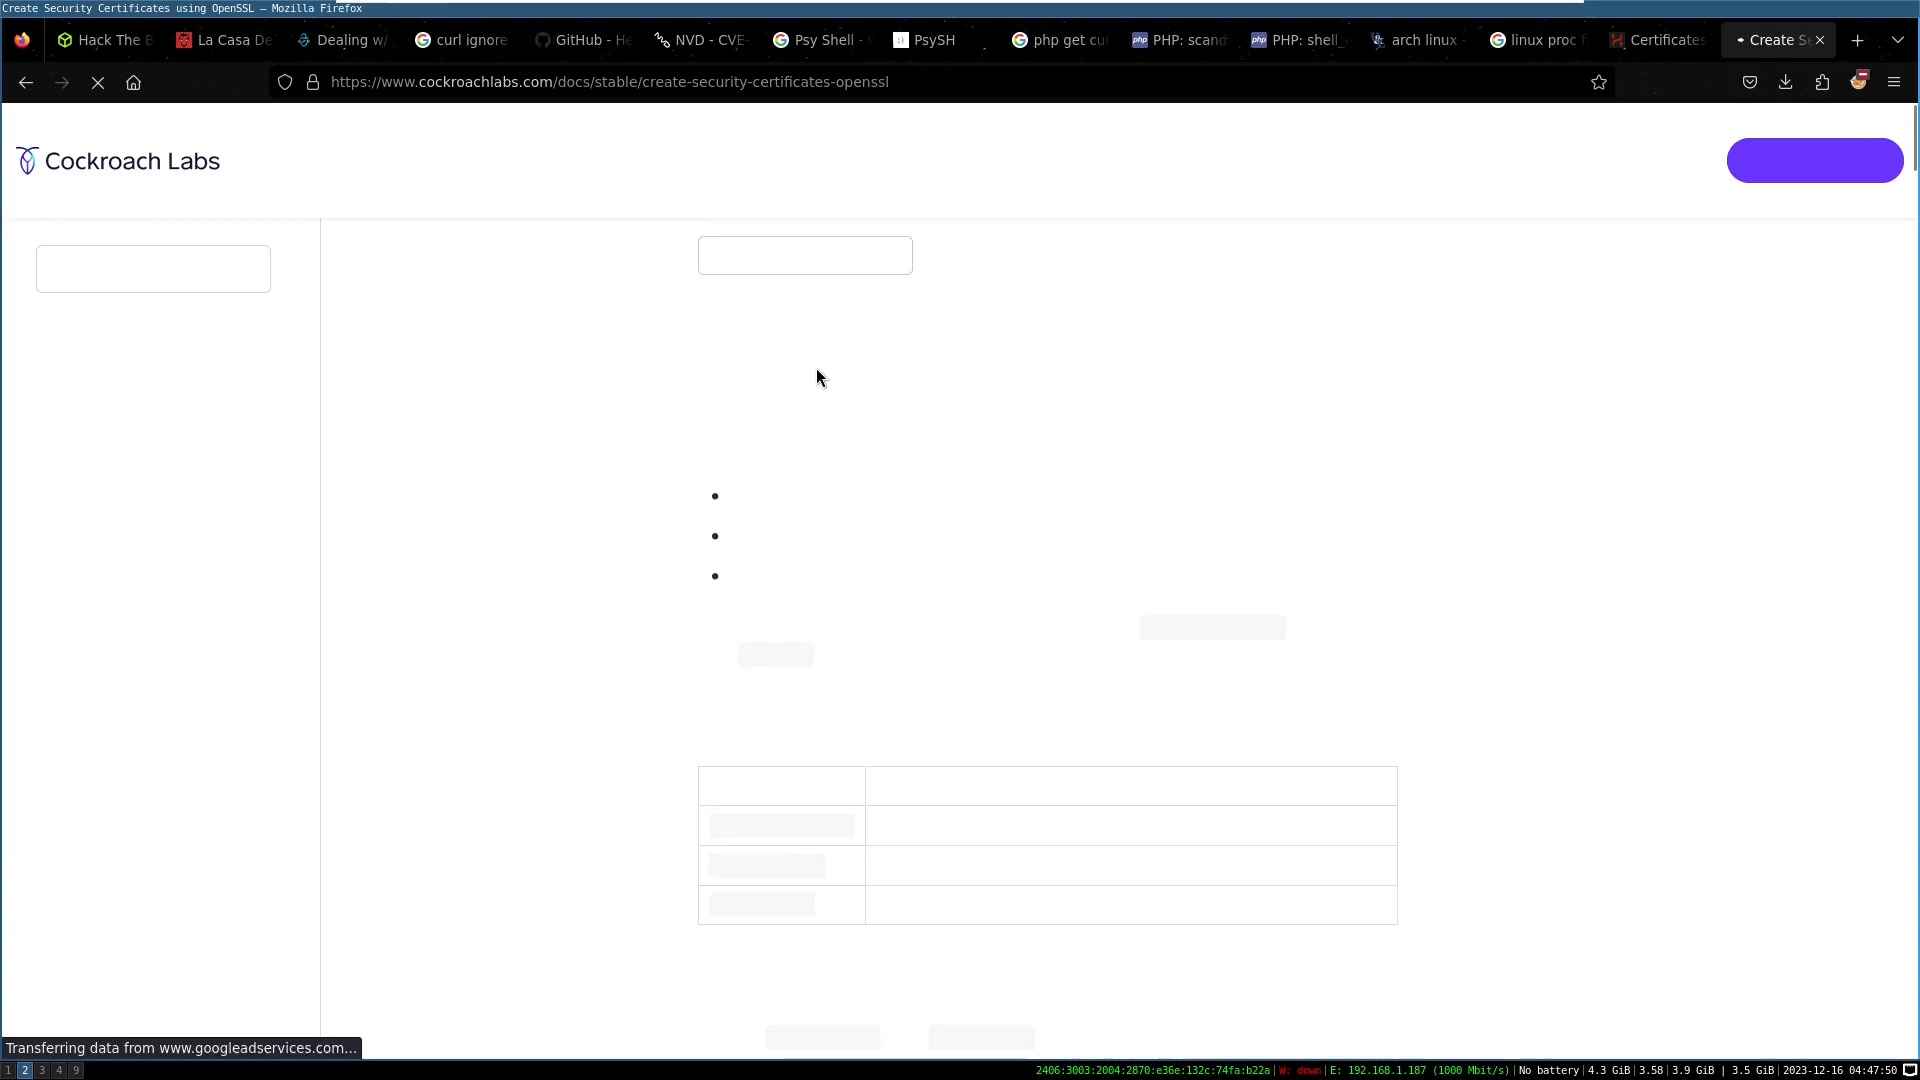 Create Security Certificates using OpenSSL — Mozilla Firefox
Hack The B
La Casa De
Dealing w/
curl ignore
GitHub - He
NVD - CVE-
Psy Shell -
PsySH
php get cur
PHP: scand
PHP: shell_
arch linux
linux proc f
Certificates
Create Se
https://www.cockroachlabs.com/docs/stable/create-security-certificates-openssl
Cockroach Labs
Transferring data from www.googleadservices.com...
1 2 3 4 9
2406:3003:2004:2870:e36e:132c:74fa:b22a|W: down|E: 192.168.1.187 (1000 Mbit/s)|No battery|4.3 GiB|3.58|3.9 GiB | 3.5 GiB|2023-12-16 04:47:50